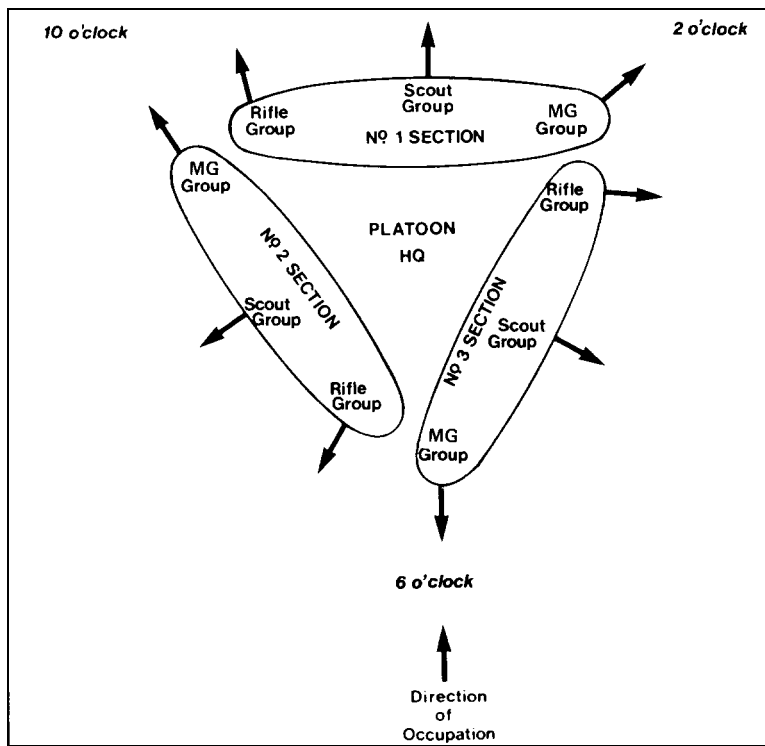 10 o'clock
2 o'clock
Rifle
Group
Scout
Group
MG
Group
Nº 1 SECTION
MG
Group
Nº 2 SECTION
Scout
Group
Rifle
Group
PLATOON
HQ
Rifle
Group
Nº 3 SECTION
Scout
Group
MG
Group
6 o'clock
Direction
of
Occupation